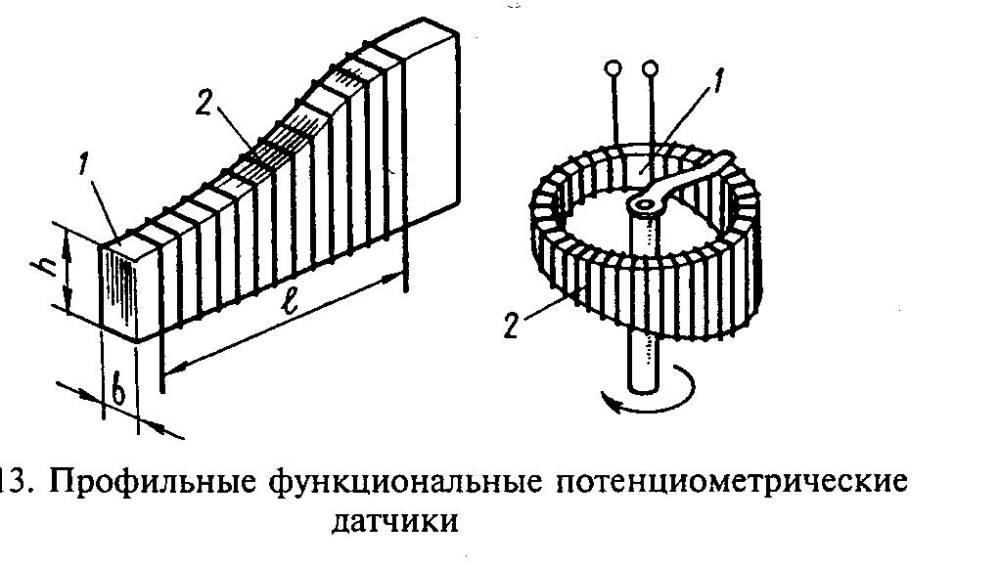 2
1
1
h
ℓ
2
b
13. Профильные функциональные потенциометрические
датчики